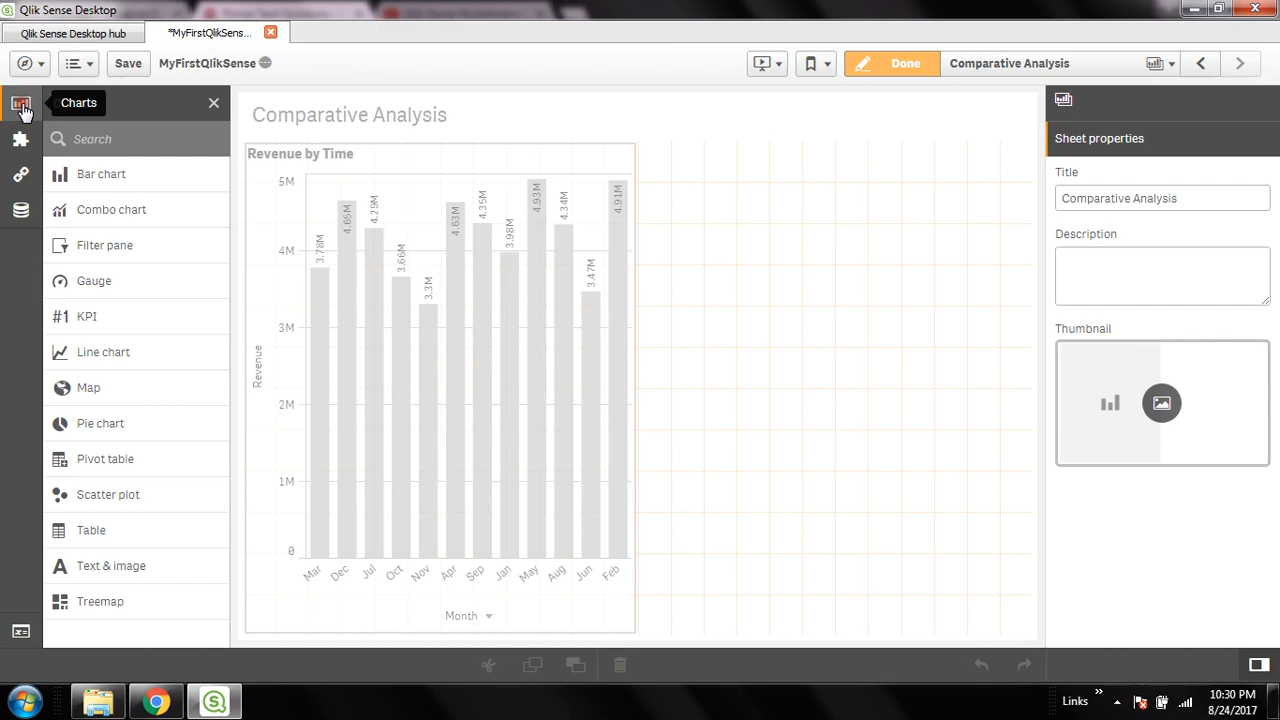 Qlik Sense Desktop
Qlik Sense Desktop hub
*MyFirstQlikSens...
Save
MyFirstQlikSense
Done
Comparative Analysis
Charts
Search
Bar chart
Combo chart
Filter pane
Gauge
#1 KPI
Line chart
Map
Pie chart
Pivot table
Scatter plot
Table
A Text & image
Treemap
Comparative Analysis
Revenue by Time
5M
4M
3M
2M
1M
0
Revenue
3.78M
4.65M
4.29M
3.66M
3.3M
4.63M
4.35M
3.98M
4.93M
4.34M
3.47M
4.91M
Mar Dec Jul Oct Nov Apr Sep Jan May Aug Jun Feb
Month
Sheet properties
Title
Comparative Analysis
Description
Thumbnail
Links
10:30 PM
8/24/2017